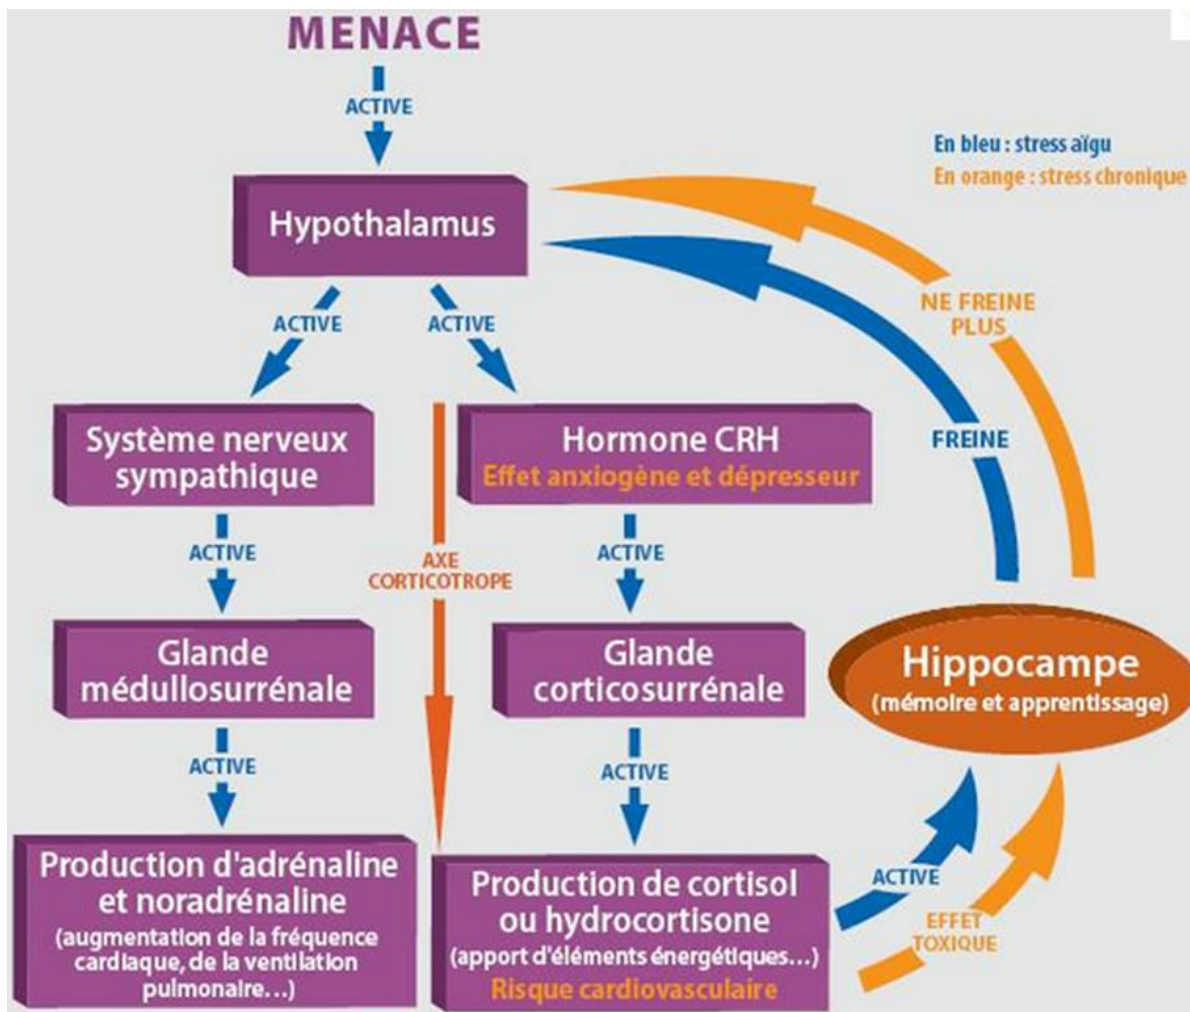 MENACE
ACTIVE
En bleu : stress aïgu
En orange : stress chronique
Hypothalamus
NE FREINE
PLUS
ACTIVE
ACTIVE
FREINE
Système nerveux
sympathique
Hormone CRH
Effet anxiogène et dépresseur
ACTIVE
AXE
CORTICOTROPE
ACTIVE
Glande
médullosurrénale
Glande
corticosurrénale
Hippocampe
(mémoire et apprentissage)
ACTIVE
ACTIVE
Production d'adrénaline
et noradrénaline
(augmentation de la fréquence
cardiaque, de la ventilation
pulmonaire...)
Production de cortisol
ou hydrocortisone
(apport d'éléments énergétiques...)
Risque cardiovasculaire
ACTIVE
EFFET
TOXIQUE